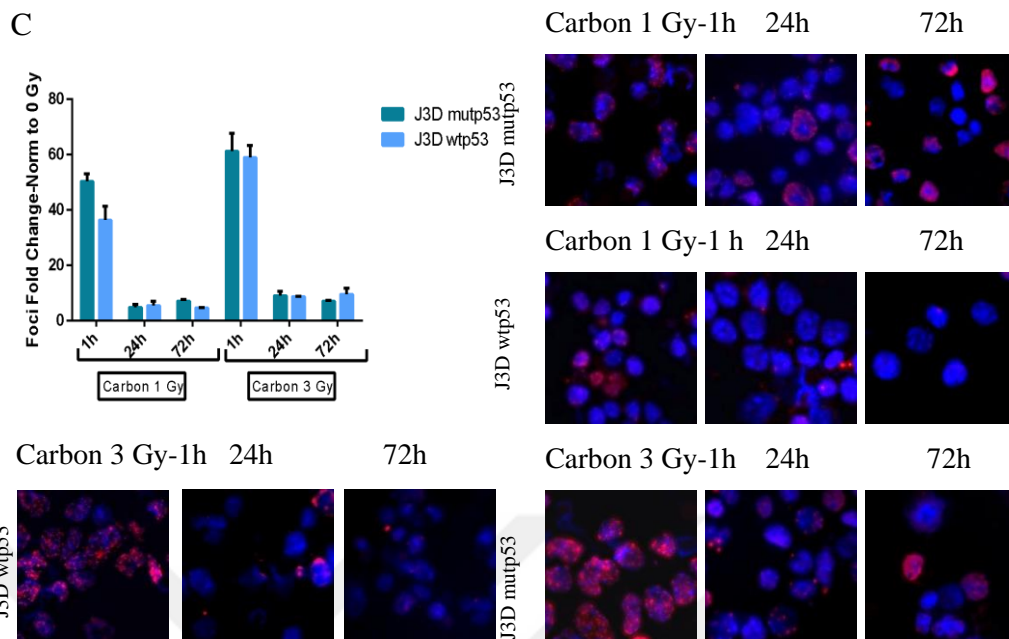 C
Foci Fold Change-Norm to 0 Gy
80
60
40
20
0
J3D mutp53
J3D wtp53
1h
24h
72h
1h
24h
72h
Carbon 1 Gy
Carbon 3 Gy
Carbon 1 Gy-1h 24h 72h
J3D mutp53
Carbon 1 Gy-1 h 24h 72h
J3D wtp53
Carbon 3 Gy-1h 24h 72h
J3D wtp53
Carbon 3 Gy-1h 24h 72h
J3D mutp53